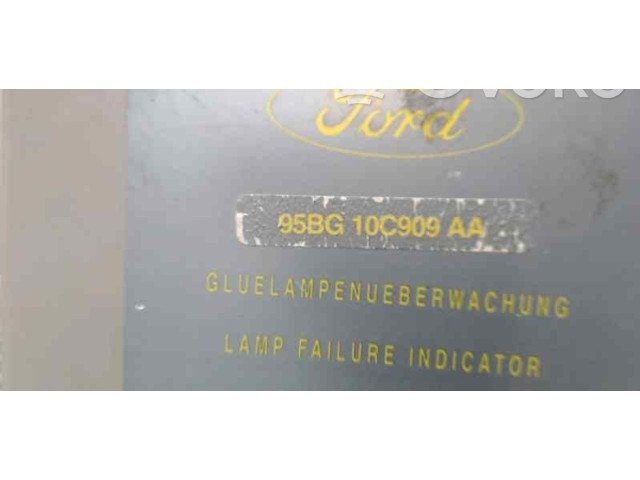 Ford
95BG 10C909 AA
GLUELAMPENUEBERWACHUNG
LAMP FAILURE INDICATOR